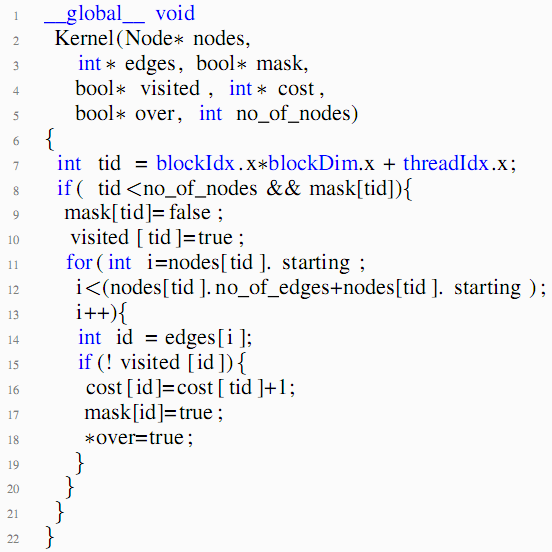 1 __global__ void
2 Kernel(Node* nodes,
3 int* edges, bool* mask,
4 bool* visited, int* cost,
5 bool* over, int no_of_nodes)
6 {
7 int tid = blockIdx.x*blockDim.x + threadIdx.x;
8 if( tid<no_of_nodes && mask[tid]){
9 mask[tid]=false;
10 visited[tid]=true;
11 for(int i=nodes[tid].starting;
12 i<(nodes[tid].no_of_edges+nodes[tid].starting);
13 i++){
14 int id = edges[i];
15 if(!visited[id]){
16 cost[id]=cost[tid]+1;
17 mask[id]=true;
18 *over=true;
19 }
20 }
21 }
22 }